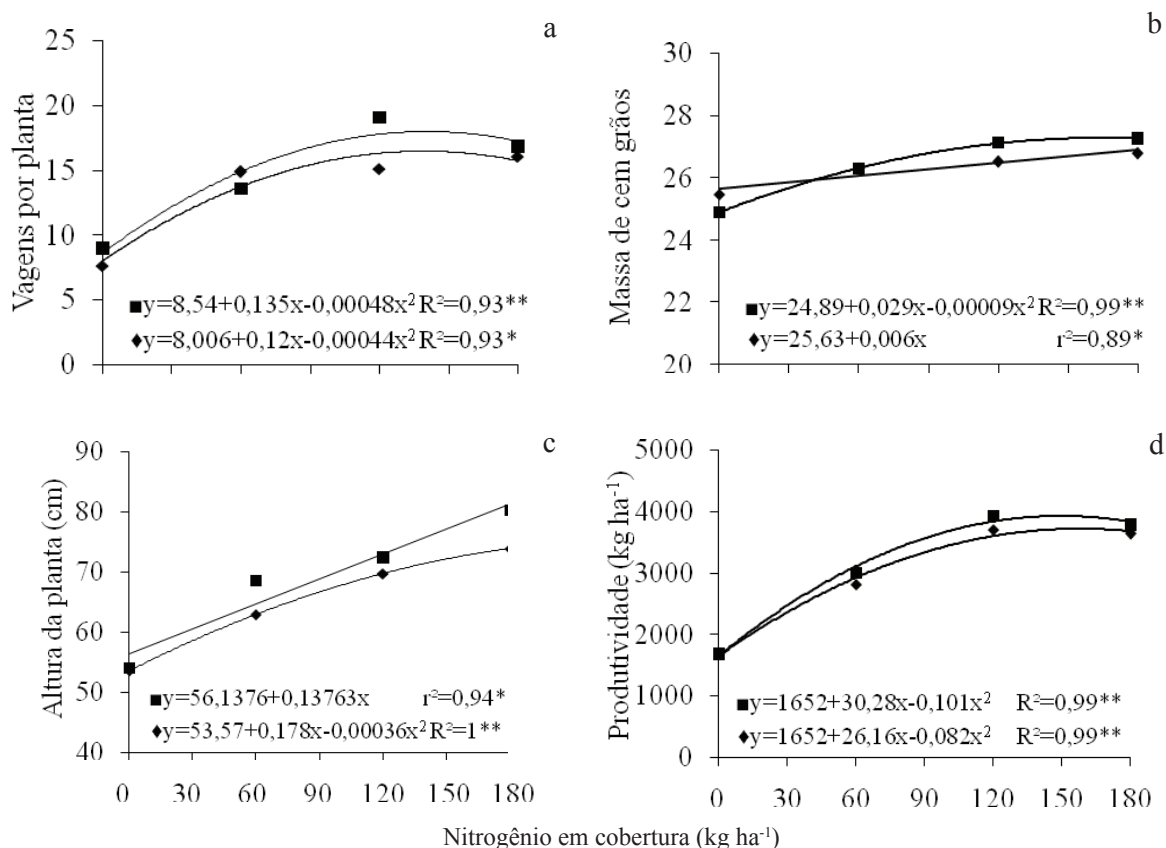 a
25
20
15
10
5
0
Vagens por planta
■y=8,54+0,135x-0,00048x² R²=0,93**
♦y=8,006+0,12x-0,00044x² R²=0,93*
b
30
28
26
24
22
20
Massa de cem grãos
■y=24,89+0,029x-0,00009x² R²=0,99**
♦y=25,63+0,006x r²=0,89*
c
90
80
70
60
50
40
Altura da planta (cm)
■y=56,1376+0,13763x r²=0,94*
♦y=53,57+0,178x-0,00036x² R²=1**
0 30 60 90 120 150 180
d
5000
4000
3000
2000
1000
0
Produtividade (kg ha⁻¹)
■y=1652+30,28x-0,101x² R²=0,99**
♦y=1652+26,16x-0,082x² R²=0,99**
0 30 60 90 120 150 180
Nitrogênio em cobertura (kg ha⁻¹)